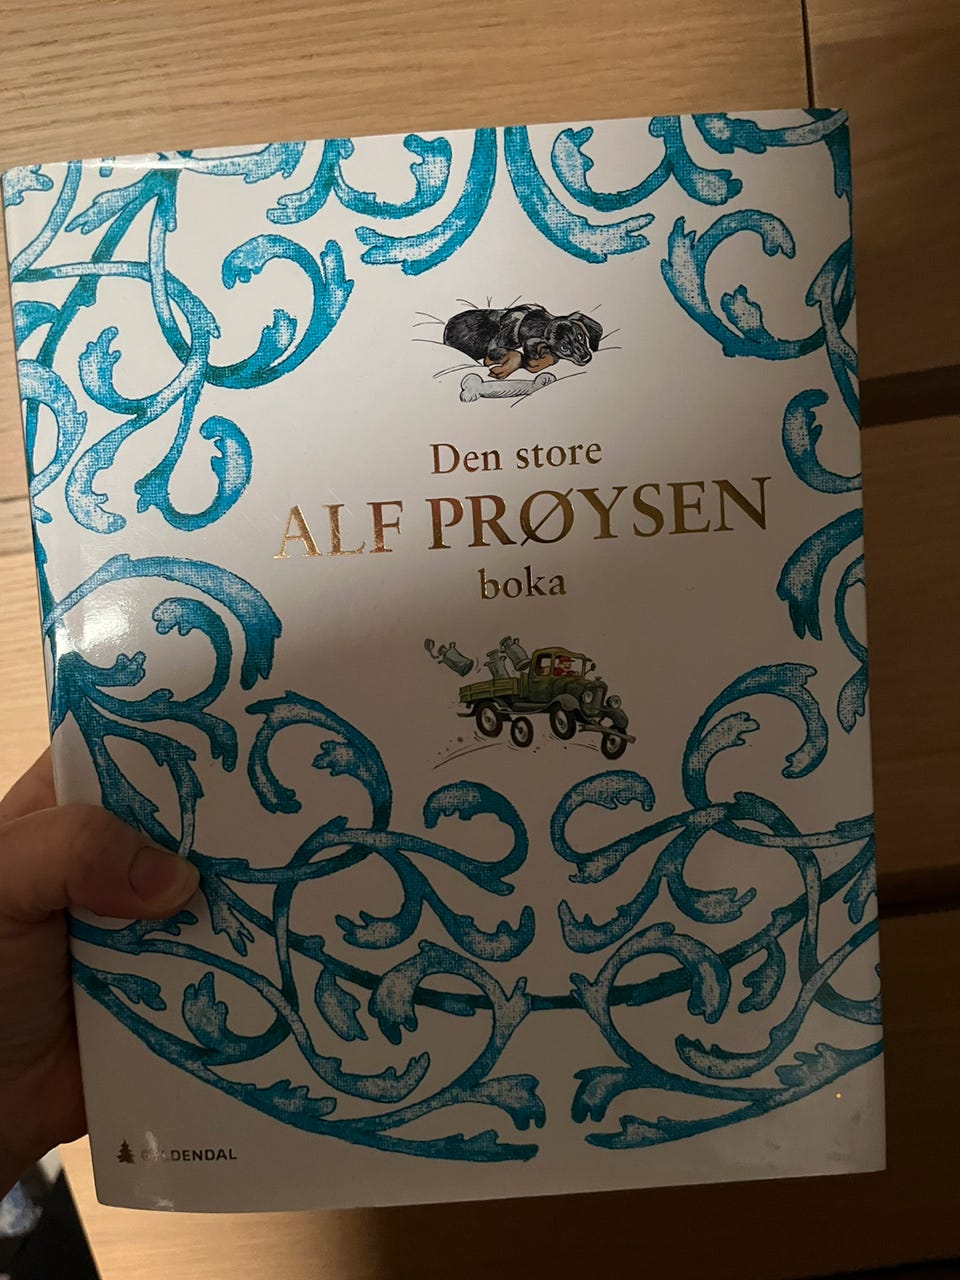 Den store
ALF PRØYSEN
boka
GYLDENDAL